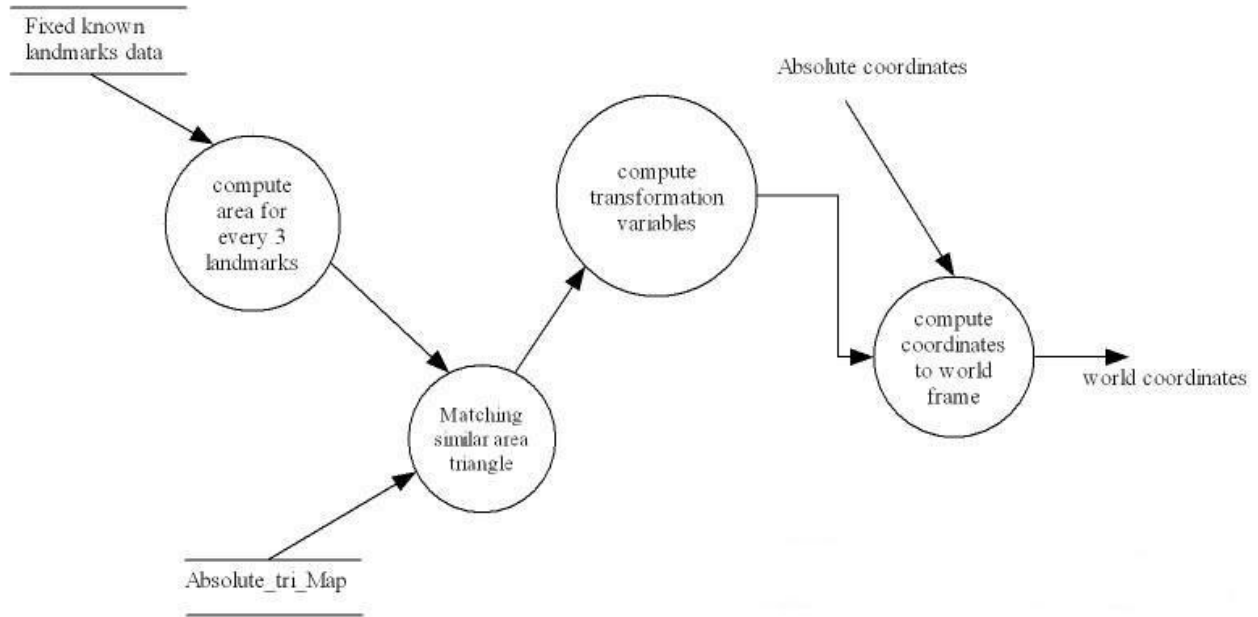 Fixed known
landmarks data
Absolute coordinates
compute
area for
every 3
landmarks
compute
transformation
variables
compute
coordinates
to world
frame
world coordinates
Matching
similar area
triangle
Absolute_tri_Map